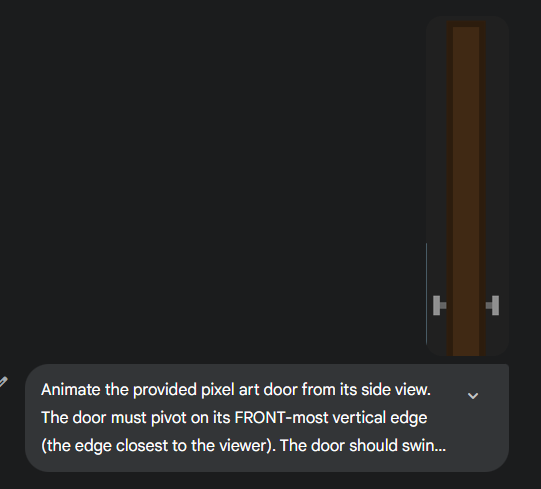 Animate the provided pixel art door from its side view.
The door must pivot on its FRONT-most vertical edge
(the edge closest to the viewer). The door should swin...